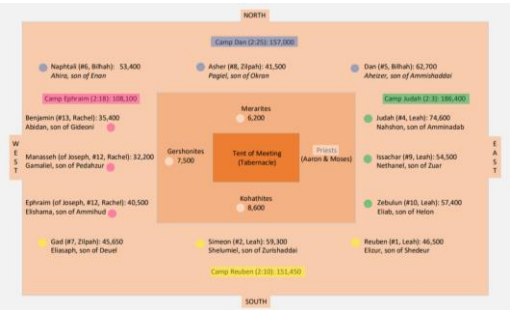 NORTH
Camp Dan (2:25): 157,000
Naphtali (#6, Bilhah): 53,400
Ahira, son of Enan
Asher (#8, Zilpah): 41,500
Pagiel, son of Okran
Dan (#5, Bilhah): 62,700
Aheizer, son of Ammishaddai
Camp Ephraim (2:18): 108,100
Camp Judah (2:3): 186,400
Benjamin (#13, Rachel): 35,400
Abidan, son of Gideoni
Merarites
6,200
Judah (#4, Leah): 74,600
Nahshon, son of Amminadab
WEST
Manasseh (of Joseph, #12, Rachel): 32,200
Gamaliel, son of Pedahzur
Gershonites
7,500
Tent of Meeting
(Tabernacle)
Priests
(Aaron & Moses)
Issachar (#9, Leah): 54,500
Nethanel, son of Zuar
EAST
Ephraim (of Joseph, #12, Rachel): 40,500
Elishama, son of Ammihud
Kohathites
8,600
Zebulun (#10, Leah): 57,400
Eliab, son of Helon
Gad (#7, Zilpah): 45,650
Eliasaph, son of Deuel
Simeon (#2, Leah): 59,300
Shelumiel, son of Zurishaddai
Reuben (#1, Leah): 46,500
Elizur, son of Shedeur
Camp Reuben (2:10): 151,450
SOUTH